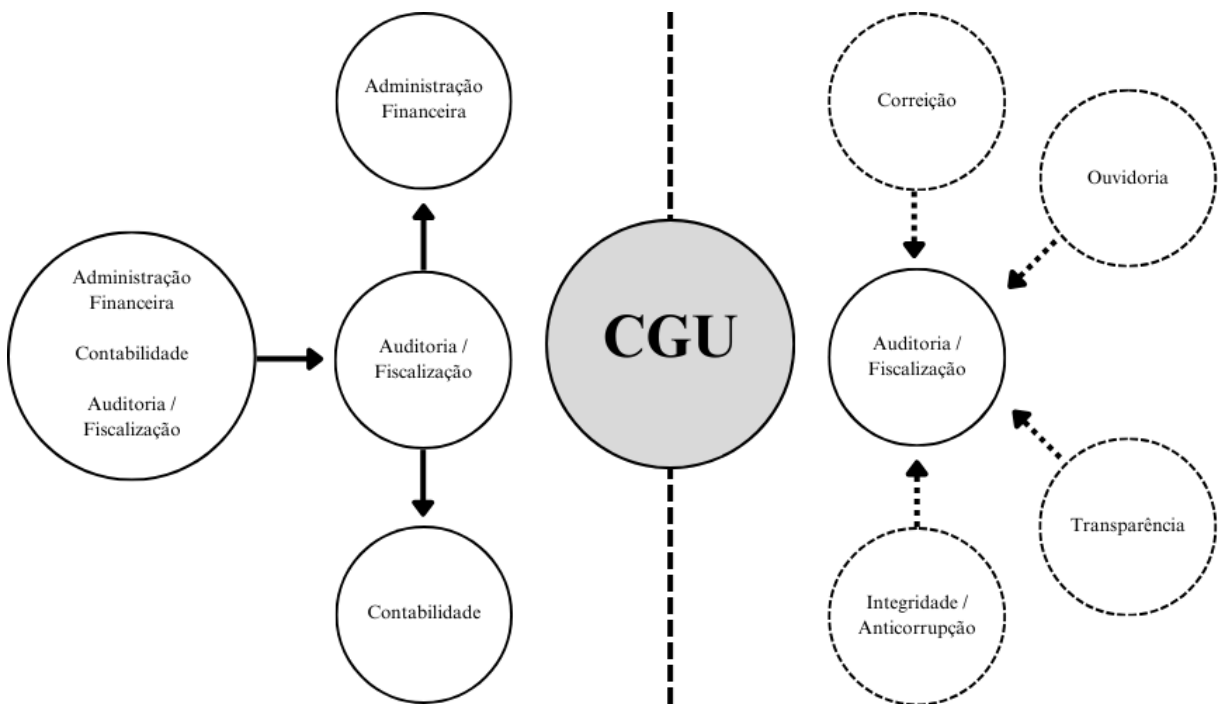 Administração
Financeira
Contabilidade
Auditoria /
Fiscalização
Administração
Financeira
Auditoria /
Fiscalização
Contabilidade
CGU
Correição
Ouvidoria
Auditoria /
Fiscalização
Transparência
Integridade /
Anticorrupção